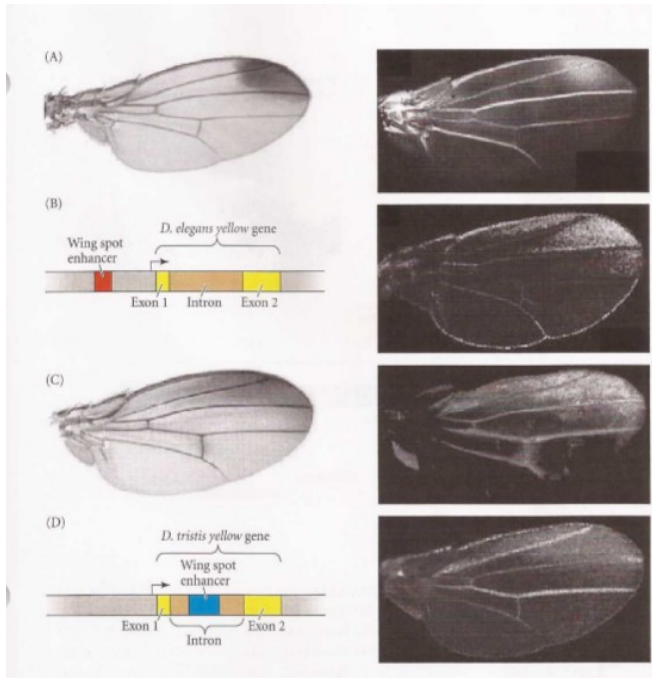 (A)
(B)
D. elegans yellow gene
Wing spot
enhancer
Exon 1
Intron
Exon 2
(C)
(D)
D. tristis yellow gene
Wing spot
enhancer
Exon 1
Exon 2
Intron